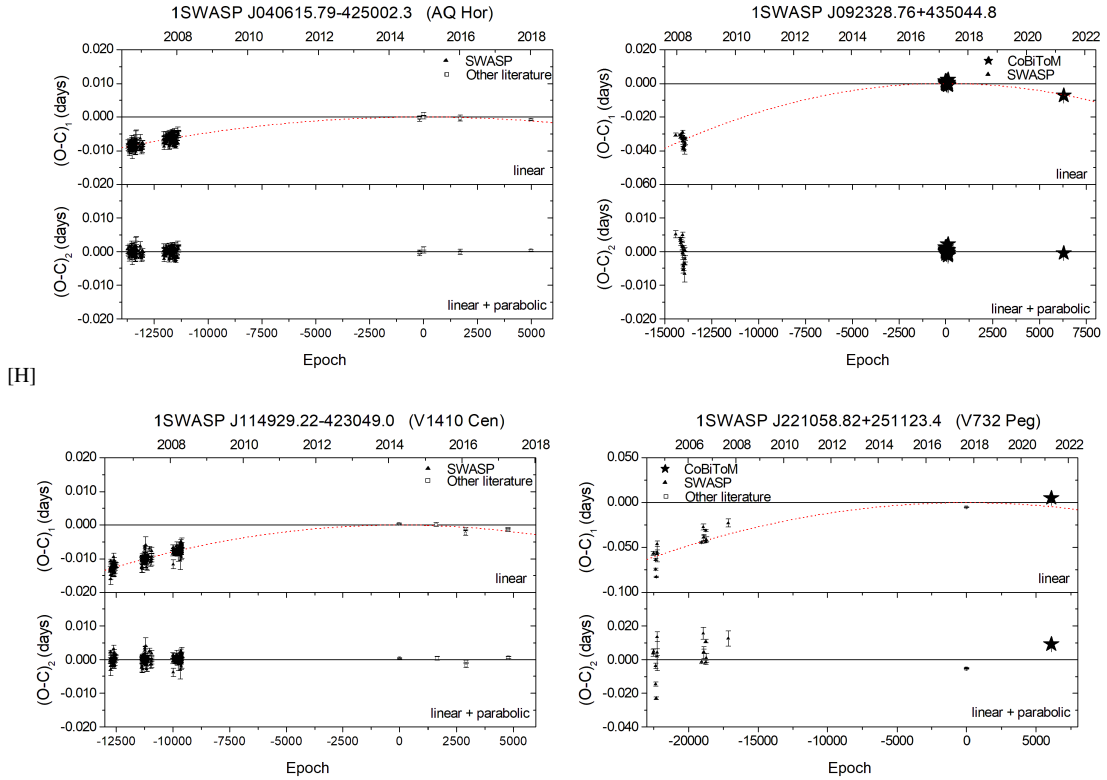 1SWASP J040615.79-425002.3 (AQ Hor)
2008 2010 2012 2014 2016 2018
0.020
0.010
0.000
-0.010
-0.020
(O-C)1 (days)
SWASP
Other literature
linear
0.010
0.000
-0.010
-0.020
(O-C)2 (days)
linear + parabolic
-12500 -10000 -7500 -5000 -2500 0 2500 5000
Epoch
1SWASP J092328.76+435044.8
2008 2010 2012 2014 2016 2018 2020 2022
0.020
0.000
-0.020
-0.040
-0.060
(O-C)1 (days)
CoBiToM
SWASP
linear
0.010
0.000
-0.010
-0.020
(O-C)2 (days)
linear + parabolic
-15000 -12500 -10000 -7500 -5000 -2500 0 2500 5000 7500
Epoch
[H]
1SWASP J114929.22-423049.0 (V1410 Cen)
2008 2010 2012 2014 2016 2018
0.020
0.010
0.000
-0.010
-0.020
(O-C)1 (days)
SWASP
Other literature
linear
0.010
0.000
-0.010
-0.020
(O-C)2 (days)
linear + parabolic
-12500 -10000 -7500 -5000 -2500 0 2500 5000
Epoch
1SWASP J221058.82+251123.4 (V732 Peg)
2006 2008 2010 2012 2014 2016 2018 2020 2022
0.050
0.000
-0.050
-0.100
(O-C)1 (days)
CoBiToM
SWASP
Other literature
linear
0.020
0.000
-0.020
-0.040
(O-C)2 (days)
linear + parabolic
-20000 -15000 -10000 -5000 0 5000
Epoch